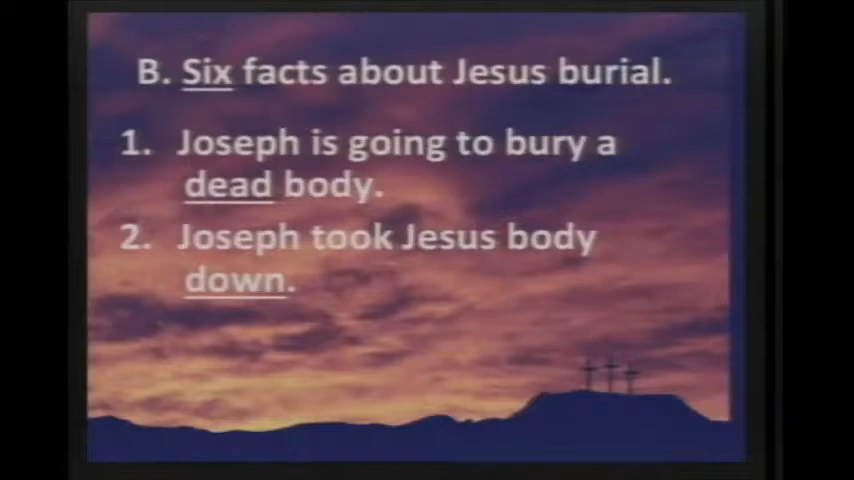 B. Six facts about Jesus burial.
1. Joseph is going to bury a
dead body.
2. Joseph took Jesus body
down.